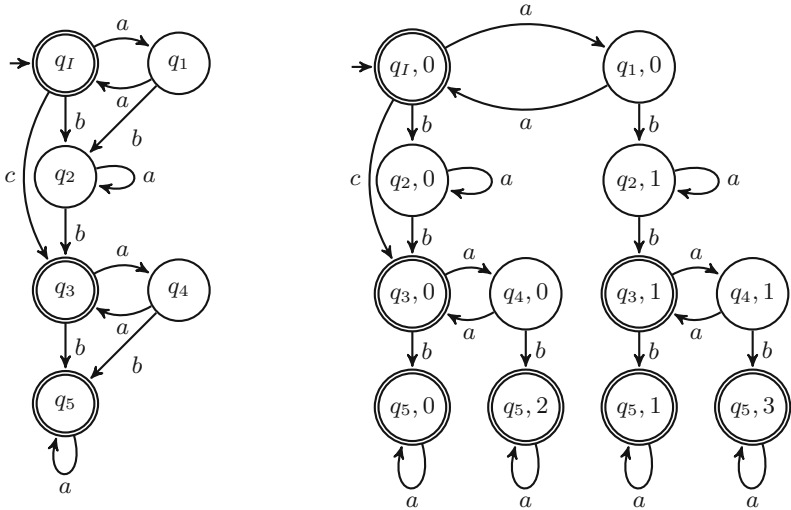 a a
q_I q_1 q_I, 0 q_1, 0
a a
b b b b
c q_2 a c q_2, 0 a q_2, 1 a
b b b
a a a
q_3 q_4 q_3, 0 q_4, 0 q_3, 1 q_4, 1
a a a
b b b b b b
q_5 q_5, 0 q_5, 2 q_5, 1 q_5, 3
a a a a a